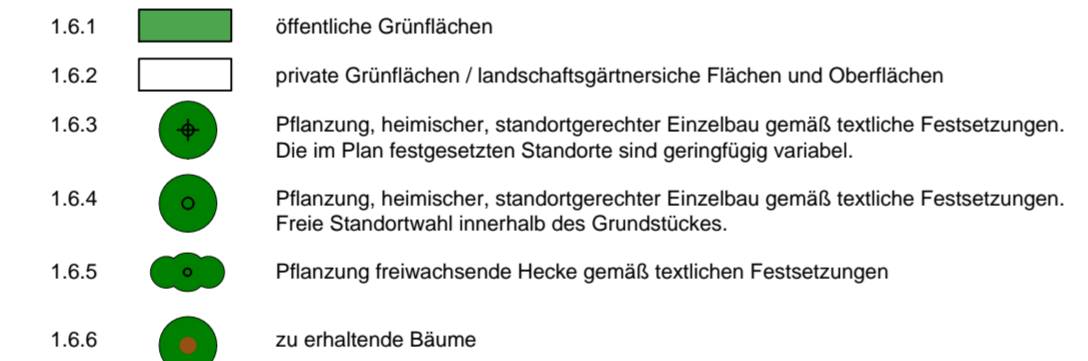 1.6.1 öffentliche Grünflächen
1.6.2 private Grünflächen / landschaftsgärtnersiche Flächen und Oberflächen
1.6.3 Pflanzung, heimischer, standortgerechter Einzelbau gemäß textliche Festsetzungen.
Die im Plan festgesetzten Standorte sind geringfügig variabel.
1.6.4 Pflanzung, heimischer, standortgerechter Einzelbau gemäß textliche Festsetzungen.
Freie Standortwahl innerhalb des Grundstückes.
1.6.5 Pflanzung freiwachsende Hecke gemäß textlichen Festsetzungen
1.6.6 zu erhaltende Bäume